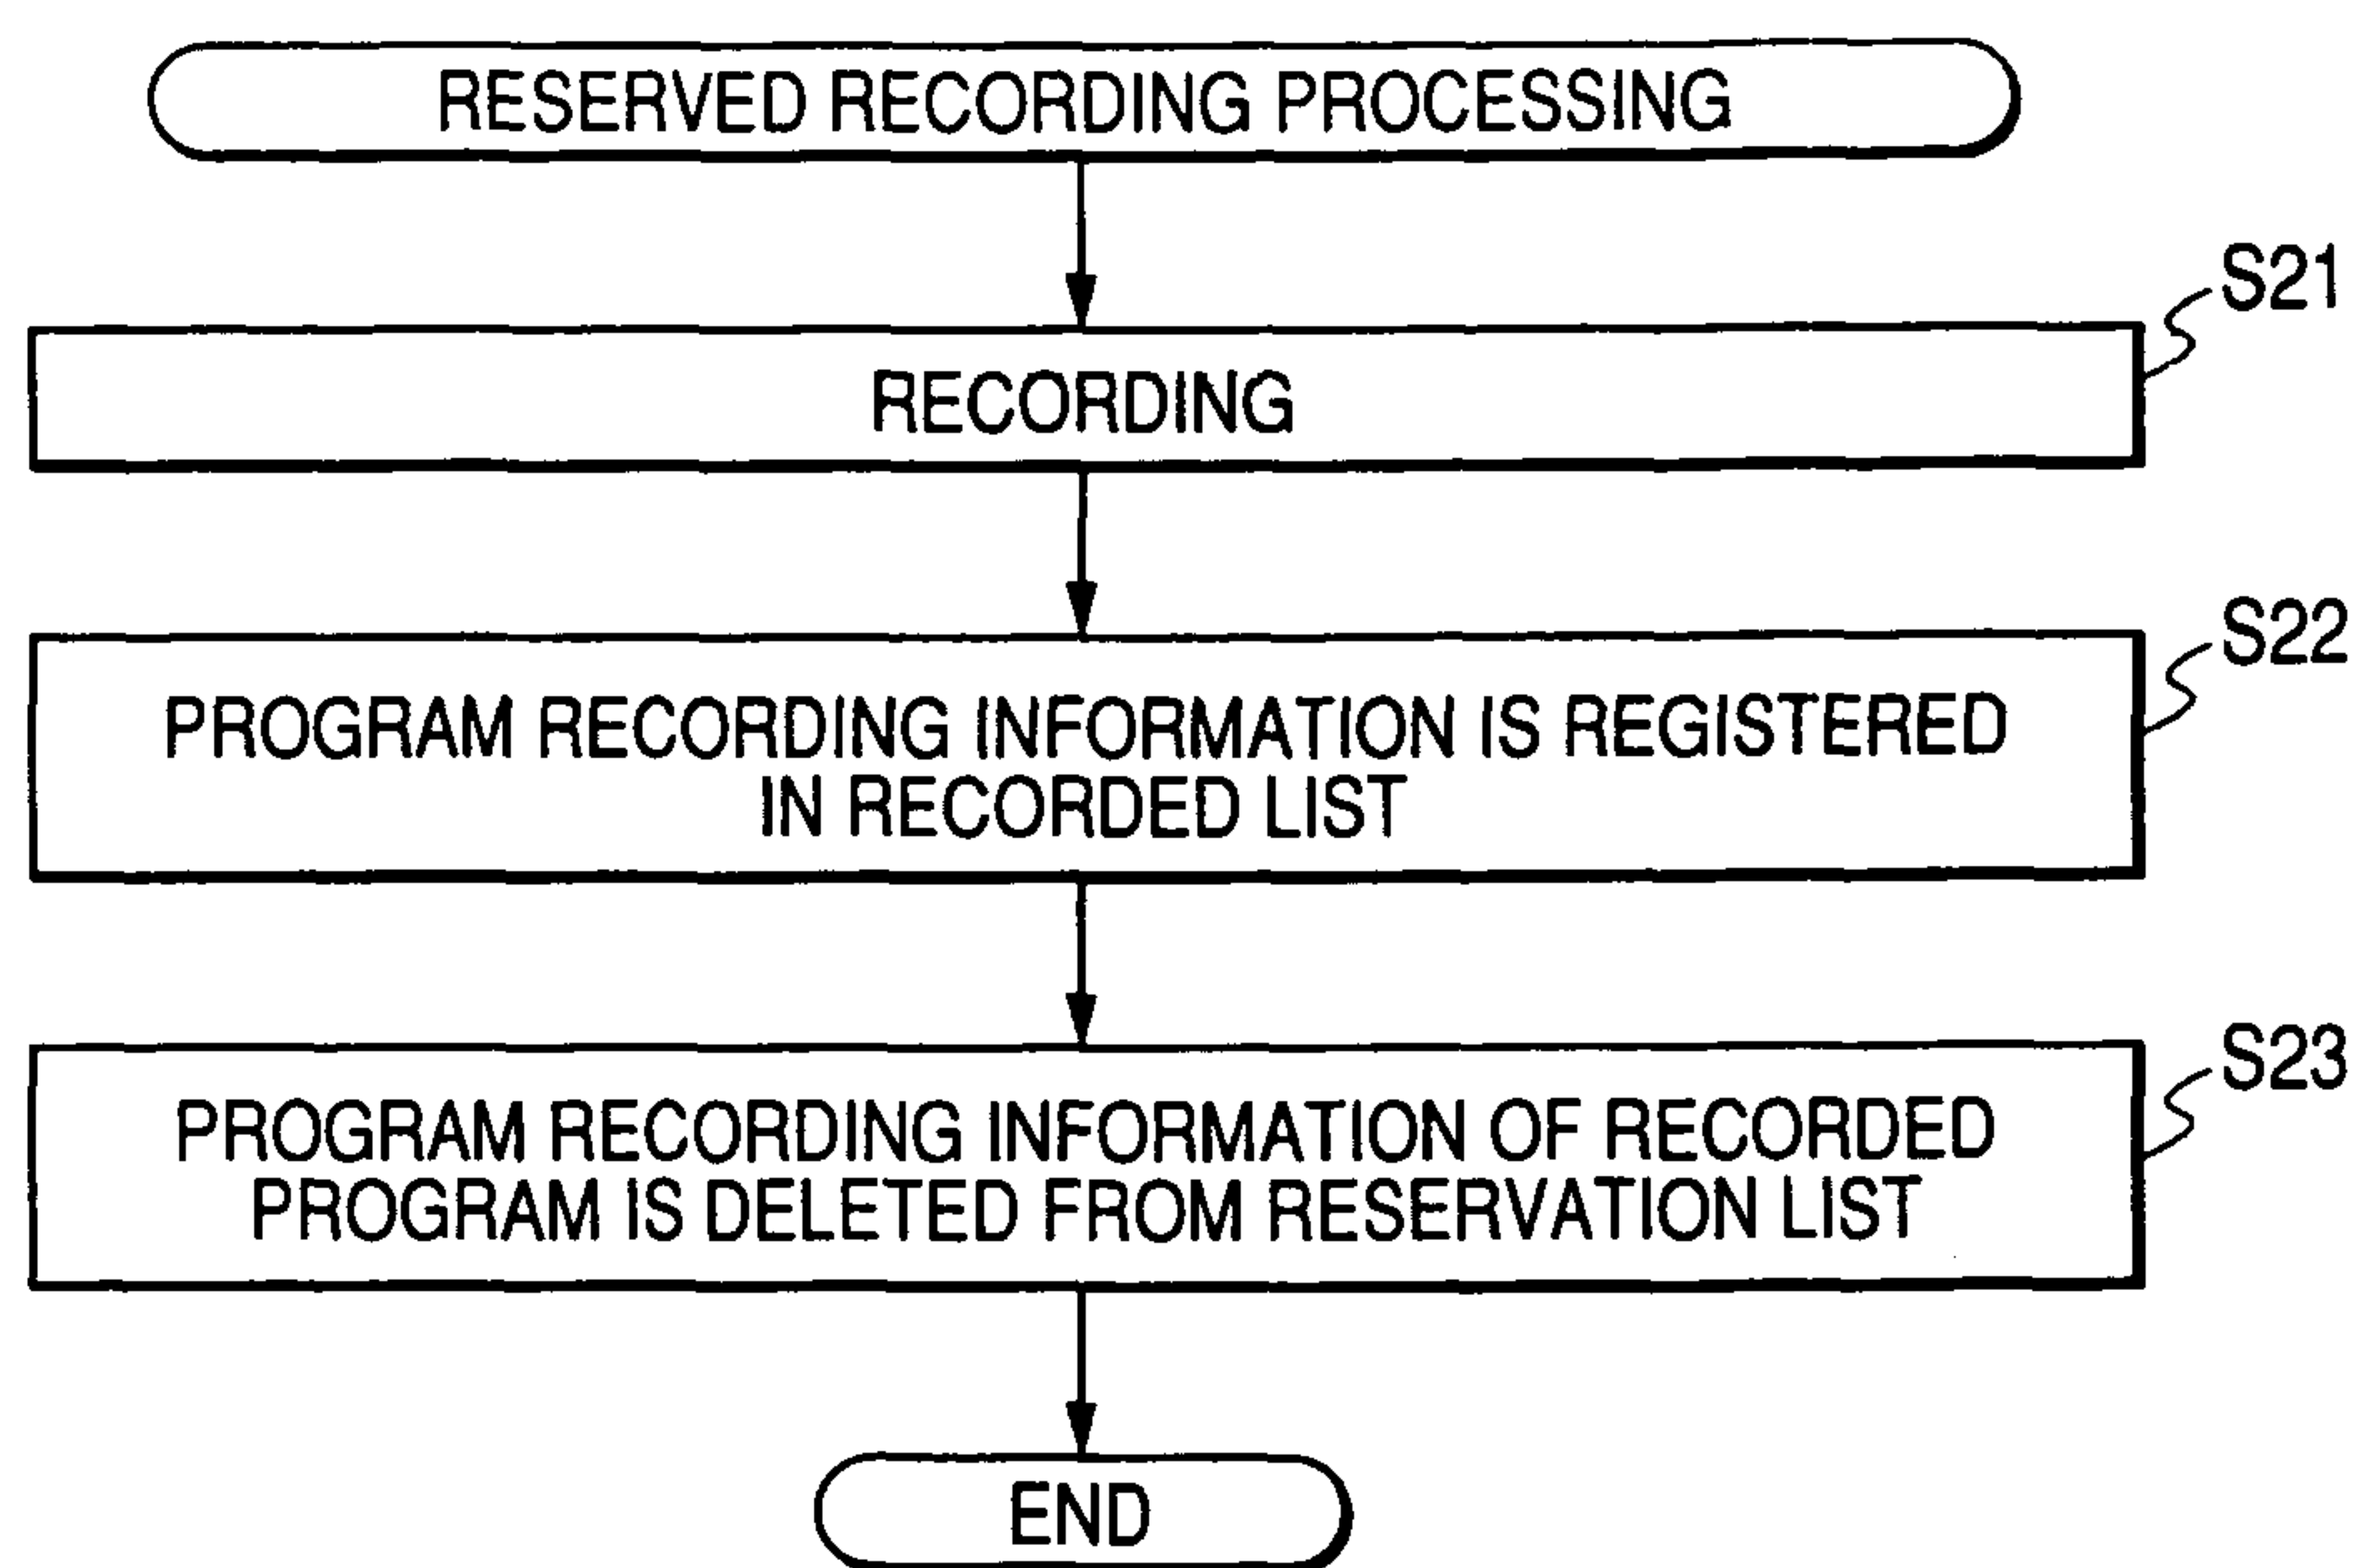 RESERVED RECORDING PROCESSING
S21
RECORDING
S22
PROGRAM RECORDING INFORMATION IS REGISTERED
IN RECORDED LIST
S23
PROGRAM RECORDING INFORMATION OF RECORDED
PROGRAM IS DELETED FROM RESERVATION LIST
END